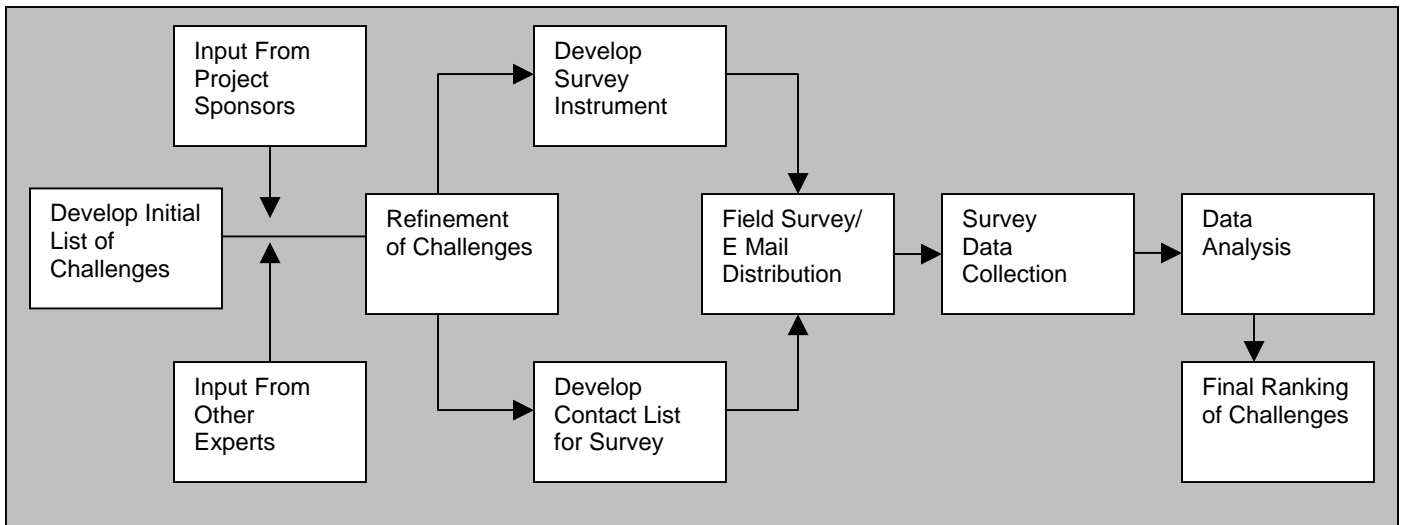 Input From
Project
Sponsors
Develop
Survey
Instrument
Develop Initial
List of
Challenges
Refinement
of Challenges
Field Survey/
E Mail
Distribution
Survey
Data
Collection
Data
Analysis
Input From
Other
Experts
Develop
Contact List
for Survey
Final Ranking
of Challenges